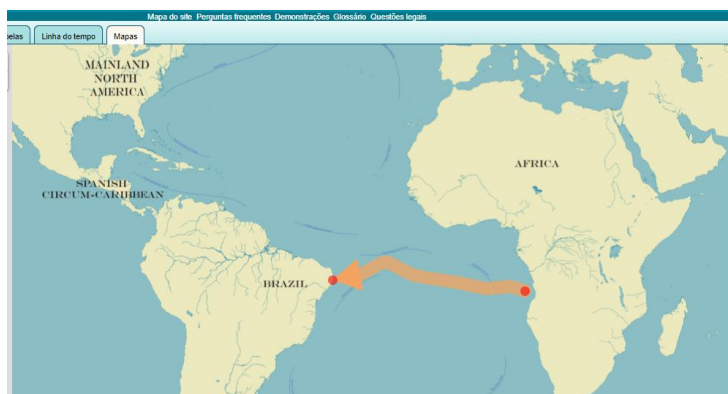 Mapa do site Perguntas frequentes Demonstrações Glossário Questões legais
Linha do tempo Mapas
MAINLAND
NORTH
AMERICA
AFRICA
SPANISH
CIRCUM-CARIBBEAN
BRAZIL